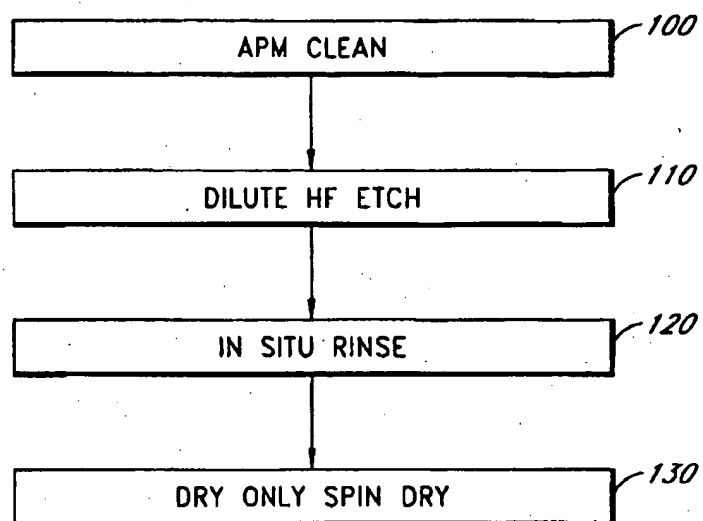 APM CLEAN 100
DILUTE HF ETCH 110
IN SITU RINSE 120
DRY ONLY SPIN DRY 130